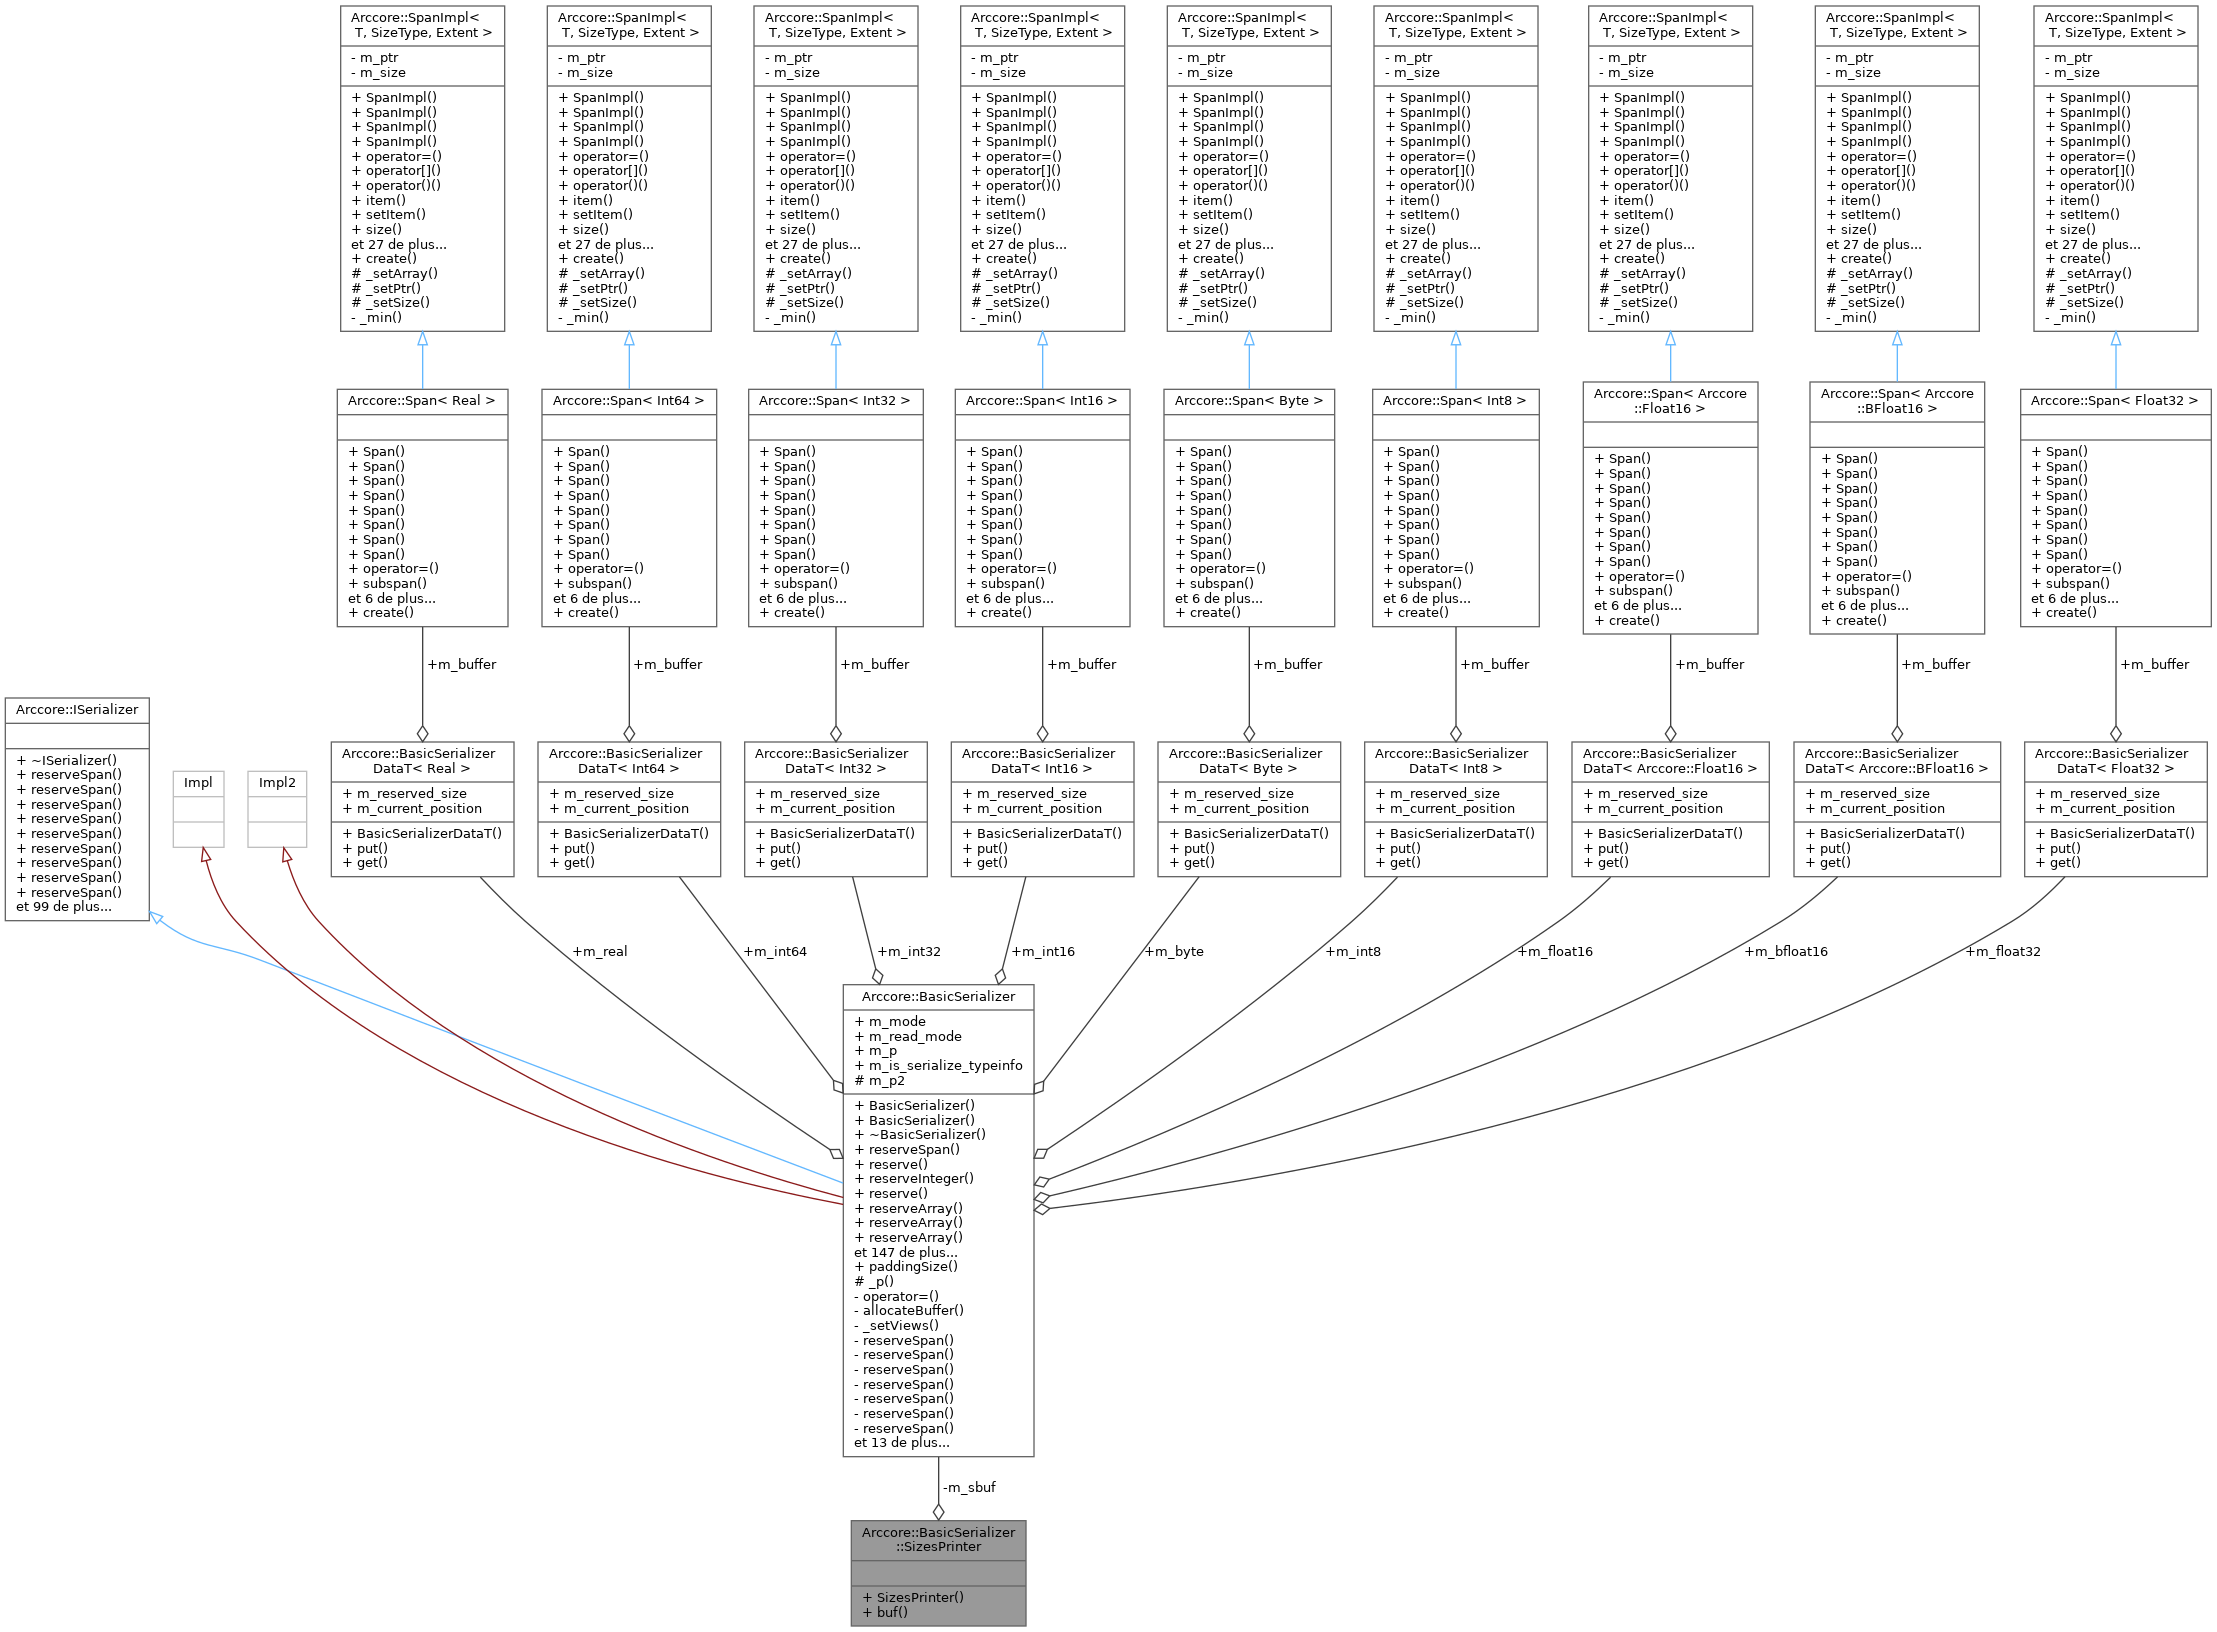 Arccore::SpanImpl<
T, SizeType, Extent >
- m_ptr
- m_size
+ SpanImpl()
+ SpanImpl()
+ SpanImpl()
+ SpanImpl()
+ operator=()
+ operator[]()
+ operator()()
+ item()
+ setItem()
+ size()
et 27 de plus...
+ create()
# _setArray()
# _setPtr()
# _setSize()
- _min()
Arccore::SpanImpl<
T, SizeType, Extent >
- m_ptr
- m_size
+ SpanImpl()
+ SpanImpl()
+ SpanImpl()
+ SpanImpl()
+ operator=()
+ operator[]()
+ operator()()
+ item()
+ setItem()
+ size()
et 27 de plus...
+ create()
# _setArray()
# _setPtr()
# _setSize()
- _min()
Arccore::SpanImpl<
T, SizeType, Extent >
- m_ptr
- m_size
+ SpanImpl()
+ SpanImpl()
+ SpanImpl()
+ SpanImpl()
+ operator=()
+ operator[]()
+ operator()()
+ item()
+ setItem()
+ size()
et 27 de plus...
+ create()
# _setArray()
# _setPtr()
# _setSize()
- _min()
Arccore::SpanImpl<
T, SizeType, Extent >
- m_ptr
- m_size
+ SpanImpl()
+ SpanImpl()
+ SpanImpl()
+ SpanImpl()
+ operator=()
+ operator[]()
+ operator()()
+ item()
+ setItem()
+ size()
et 27 de plus...
+ create()
# _setArray()
# _setPtr()
# _setSize()
- _min()
Arccore::SpanImpl<
T, SizeType, Extent >
- m_ptr
- m_size
+ SpanImpl()
+ SpanImpl()
+ SpanImpl()
+ SpanImpl()
+ operator=()
+ operator[]()
+ operator()()
+ item()
+ setItem()
+ size()
et 27 de plus...
+ create()
# _setArray()
# _setPtr()
# _setSize()
- _min()
Arccore::SpanImpl<
T, SizeType, Extent >
- m_ptr
- m_size
+ SpanImpl()
+ SpanImpl()
+ SpanImpl()
+ SpanImpl()
+ operator=()
+ operator[]()
+ operator()()
+ item()
+ setItem()
+ size()
et 27 de plus...
+ create()
# _setArray()
# _setPtr()
# _setSize()
- _min()
Arccore::SpanImpl<
T, SizeType, Extent >
- m_ptr
- m_size
+ SpanImpl()
+ SpanImpl()
+ SpanImpl()
+ SpanImpl()
+ operator=()
+ operator[]()
+ operator()()
+ item()
+ setItem()
+ size()
et 27 de plus...
+ create()
# _setArray()
# _setPtr()
# _setSize()
- _min()
Arccore::SpanImpl<
T, SizeType, Extent >
- m_ptr
- m_size
+ SpanImpl()
+ SpanImpl()
+ SpanImpl()
+ SpanImpl()
+ operator=()
+ operator[]()
+ operator()()
+ item()
+ setItem()
+ size()
et 27 de plus...
+ create()
# _setArray()
# _setPtr()
# _setSize()
- _min()
Arccore::SpanImpl<
T, SizeType, Extent >
- m_ptr
- m_size
+ SpanImpl()
+ SpanImpl()
+ SpanImpl()
+ SpanImpl()
+ operator=()
+ operator[]()
+ operator()()
+ item()
+ setItem()
+ size()
et 27 de plus...
+ create()
# _setArray()
# _setPtr()
# _setSize()
- _min()
Arccore::Span< Real >
+ Span()
+ Span()
+ Span()
+ Span()
+ Span()
+ Span()
+ Span()
+ Span()
+ operator=()
+ subspan()
et 6 de plus...
+ create()
Arccore::Span< Int64 >
+ Span()
+ Span()
+ Span()
+ Span()
+ Span()
+ Span()
+ Span()
+ Span()
+ operator=()
+ subspan()
et 6 de plus...
+ create()
Arccore::Span< Int32 >
+ Span()
+ Span()
+ Span()
+ Span()
+ Span()
+ Span()
+ Span()
+ Span()
+ operator=()
+ subspan()
et 6 de plus...
+ create()
Arccore::Span< Int16 >
+ Span()
+ Span()
+ Span()
+ Span()
+ Span()
+ Span()
+ Span()
+ Span()
+ operator=()
+ subspan()
et 6 de plus...
+ create()
Arccore::Span< Byte >
+ Span()
+ Span()
+ Span()
+ Span()
+ Span()
+ Span()
+ Span()
+ Span()
+ operator=()
+ subspan()
et 6 de plus...
+ create()
Arccore::Span< Int8 >
+ Span()
+ Span()
+ Span()
+ Span()
+ Span()
+ Span()
+ Span()
+ Span()
+ operator=()
+ subspan()
et 6 de plus...
+ create()
Arccore::Span< Arccore
::Float16 >
+ Span()
+ Span()
+ Span()
+ Span()
+ Span()
+ Span()
+ Span()
+ Span()
+ operator=()
+ subspan()
et 6 de plus...
+ create()
Arccore::Span< Arccore
::BFloat16 >
+ Span()
+ Span()
+ Span()
+ Span()
+ Span()
+ Span()
+ Span()
+ Span()
+ operator=()
+ subspan()
et 6 de plus...
+ create()
Arccore::Span< Float32 >
+ Span()
+ Span()
+ Span()
+ Span()
+ Span()
+ Span()
+ Span()
+ Span()
+ operator=()
+ subspan()
et 6 de plus...
+ create()
+m_buffer
+m_buffer
+m_buffer
+m_buffer
+m_buffer
+m_buffer
+m_buffer
+m_buffer
+m_buffer
Arccore::ISerializer
+ ~ISerializer()
+ reserveSpan()
+ reserveSpan()
+ reserveSpan()
+ reserveSpan()
+ reserveSpan()
+ reserveSpan()
+ reserveSpan()
+ reserveSpan()
+ reserveSpan()
et 99 de plus...
Impl
Impl2
Arccore::BasicSerializer
DataT< Real >
+ m_reserved_size
+ m_current_position
+ BasicSerializerDataT()
+ put()
+ get()
Arccore::BasicSerializer
DataT< Int64 >
+ m_reserved_size
+ m_current_position
+ BasicSerializerDataT()
+ put()
+ get()
Arccore::BasicSerializer
DataT< Int32 >
+ m_reserved_size
+ m_current_position
+ BasicSerializerDataT()
+ put()
+ get()
Arccore::BasicSerializer
DataT< Int16 >
+ m_reserved_size
+ m_current_position
+ BasicSerializerDataT()
+ put()
+ get()
Arccore::BasicSerializer
DataT< Byte >
+ m_reserved_size
+ m_current_position
+ BasicSerializerDataT()
+ put()
+ get()
Arccore::BasicSerializer
DataT< Int8 >
+ m_reserved_size
+ m_current_position
+ BasicSerializerDataT()
+ put()
+ get()
Arccore::BasicSerializer
DataT< Arccore::Float16 >
+ m_reserved_size
+ m_current_position
+ BasicSerializerDataT()
+ put()
+ get()
Arccore::BasicSerializer
DataT< Arccore::BFloat16 >
+ m_reserved_size
+ m_current_position
+ BasicSerializerDataT()
+ put()
+ get()
Arccore::BasicSerializer
DataT< Float32 >
+ m_reserved_size
+ m_current_position
+ BasicSerializerDataT()
+ put()
+ get()
+m_real
+m_int64
+m_int32
+m_int16
+m_byte
+m_int8
+m_float16
+m_bfloat16
+m_float32
Arccore::BasicSerializer
+ m_mode
+ m_read_mode
+ m_p
+ m_is_serialize_typeinfo
# m_p2
+ BasicSerializer()
+ BasicSerializer()
+ ~BasicSerializer()
+ reserveSpan()
+ reserve()
+ reserveInteger()
+ reserve()
+ reserveArray()
+ reserveArray()
+ reserveArray()
et 147 de plus...
+ paddingSize()
# _p()
- operator=()
- allocateBuffer()
- _setViews()
- reserveSpan()
- reserveSpan()
- reserveSpan()
- reserveSpan()
- reserveSpan()
- reserveSpan()
- reserveSpan()
et 13 de plus...
-m_sbuf
Arccore::BasicSerializer
::SizesPrinter
+ SizesPrinter()
+ buf()